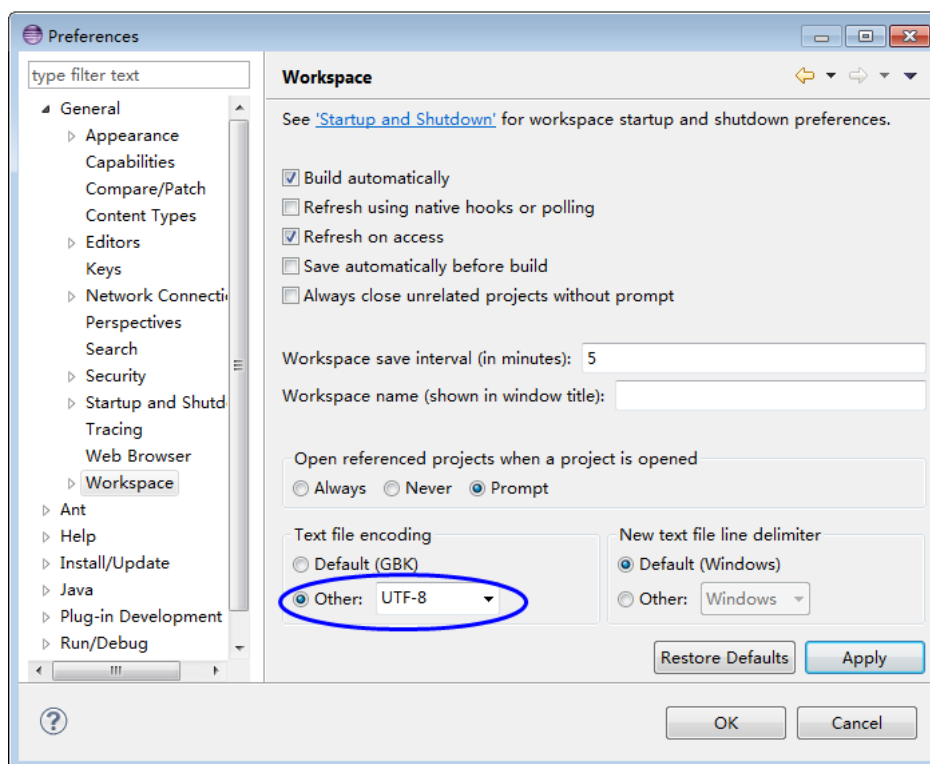 Preferences
type filter text
General
Appearance
Capabilities
Compare/Patch
Content Types
Editors
Keys
Network Connecti
Perspectives
Search
Security
Startup and Shutd
Tracing
Web Browser
Workspace
Ant
Help
Install/Update
Java
Plug-in Development
Run/Debug
Workspace
See 'Startup and Shutdown' for workspace startup and shutdown preferences.
Build automatically
Refresh using native hooks or polling
Refresh on access
Save automatically before build
Always close unrelated projects without prompt
Workspace save interval (in minutes): 5
Workspace name (shown in window title):
Open referenced projects when a project is opened
Always Never Prompt
Text file encoding
Default (GBK)
Other: UTF-8
New text file line delimiter
Default (Windows)
Other: Windows
Restore Defaults Apply
OK Cancel